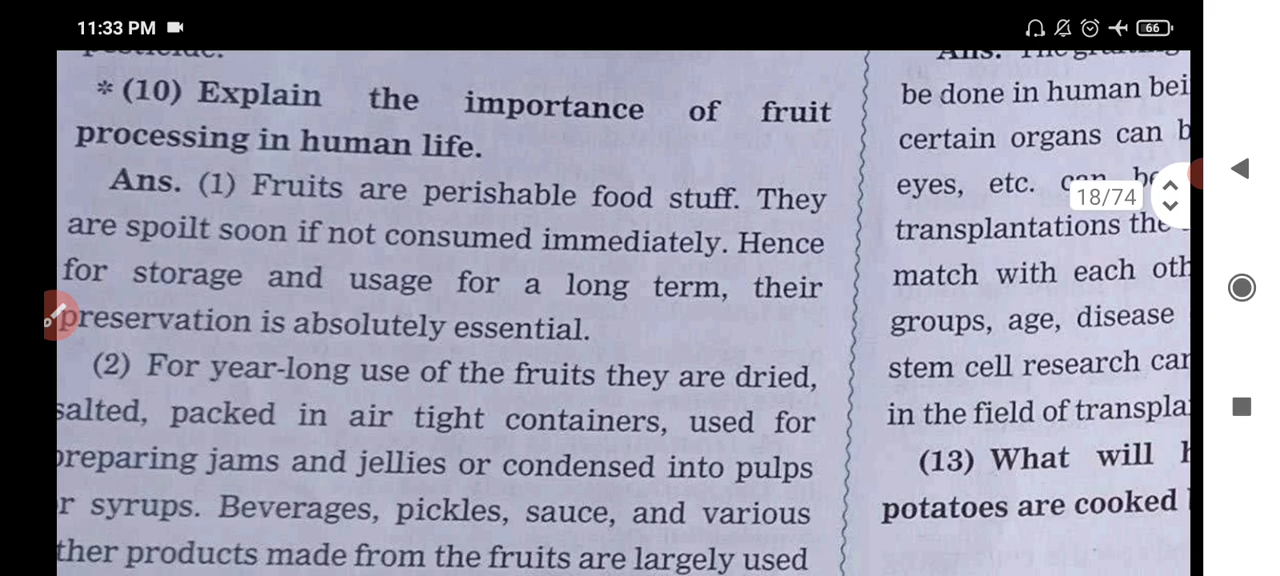 11:33 PM
66
* (10) Explain the importance of fruit
processing in human life.
Ans. (1) Fruits are perishable food stuff. They
are spoilt soon if not consumed immediately. Hence
for storage and usage for a long term, their
preservation is absolutely essential.
(2) For year-long use of the fruits they are dried,
salted, packed in air tight containers, used for
preparing jams and jellies or condensed into pulps
r syrups. Beverages, pickles, sauce, and various
ther products made from the fruits are largely used
be done in human bei
certain organs can b
eyes, etc. can be
18/74
transplantations the
match with each oth
groups, age, disease
stem cell research can
in the field of transpla
(13) What will h
potatoes are cooked